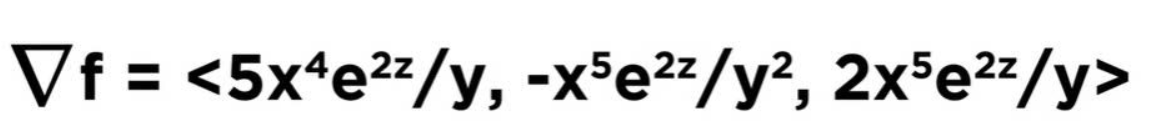 ∇f = <5x⁴e²ᶻ/y, -x⁵e²ᶻ/y², 2x⁵e²ᶻ/y>